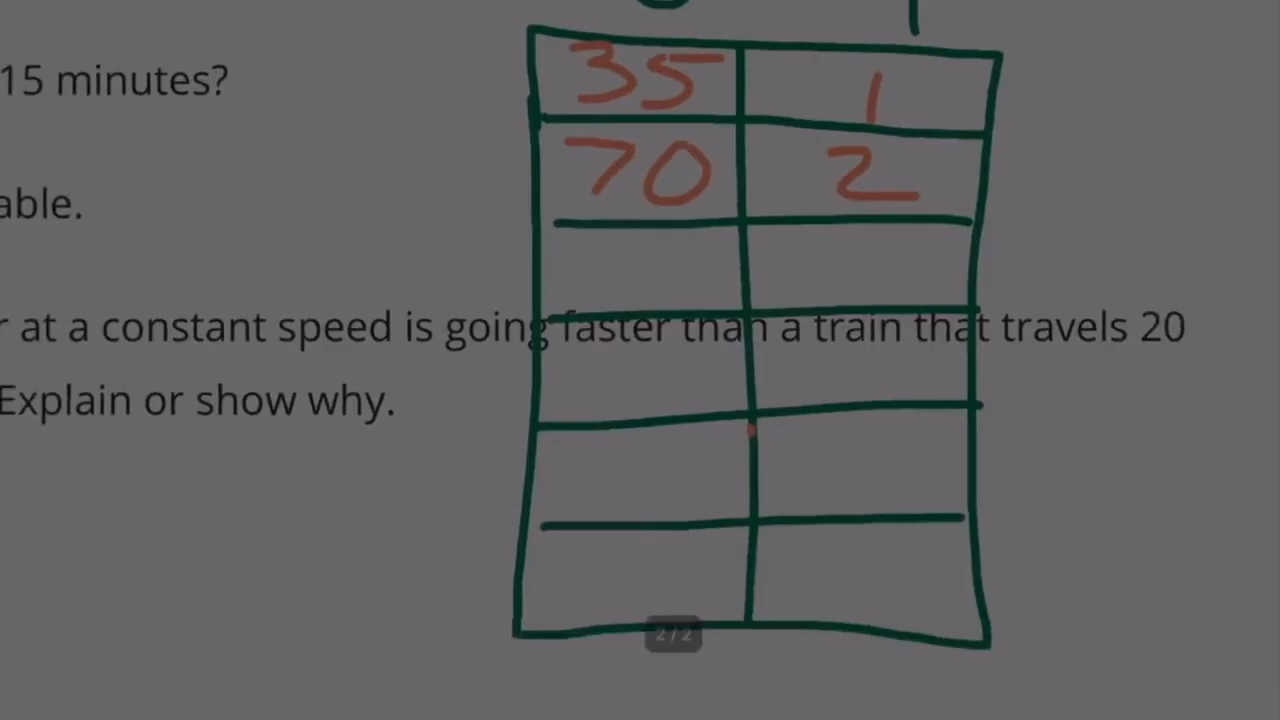 35 1
15 minutes?
70 2
able.
r at a constant speed is going faster than a train that travels 20
Explain or show why.
2 / 2